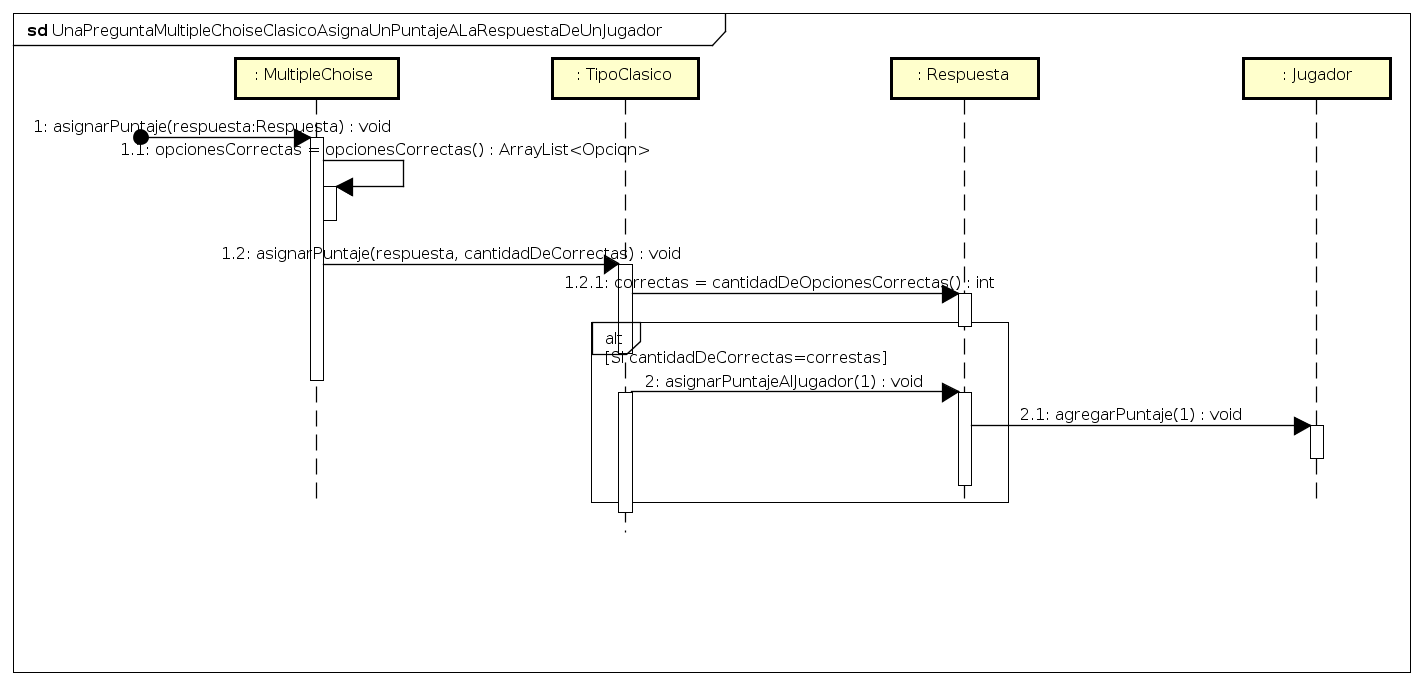 sd UnaPreguntaMultipleChoiseClasicoAsignaUnPuntajeALaRespuestaDeUnJugador
: MultipleChoise
: TipoClasico
: Respuesta
: Jugador
1: asignarPuntaje(respuesta:Respuesta) : void
1.1: opcionesCorrectas = opcionesCorrectas() : ArrayList<Opcion>
1.2: asignarPuntaje(respuesta, cantidadDeCorrectas) : void
1.2.1: correctas = cantidadDeOpcionesCorrectas() : int
alt
[Si cantidadDeCorrectas=correstas]
2: asignarPuntajeAlJugador(1) : void
2.1: agregarPuntaje(1) : void